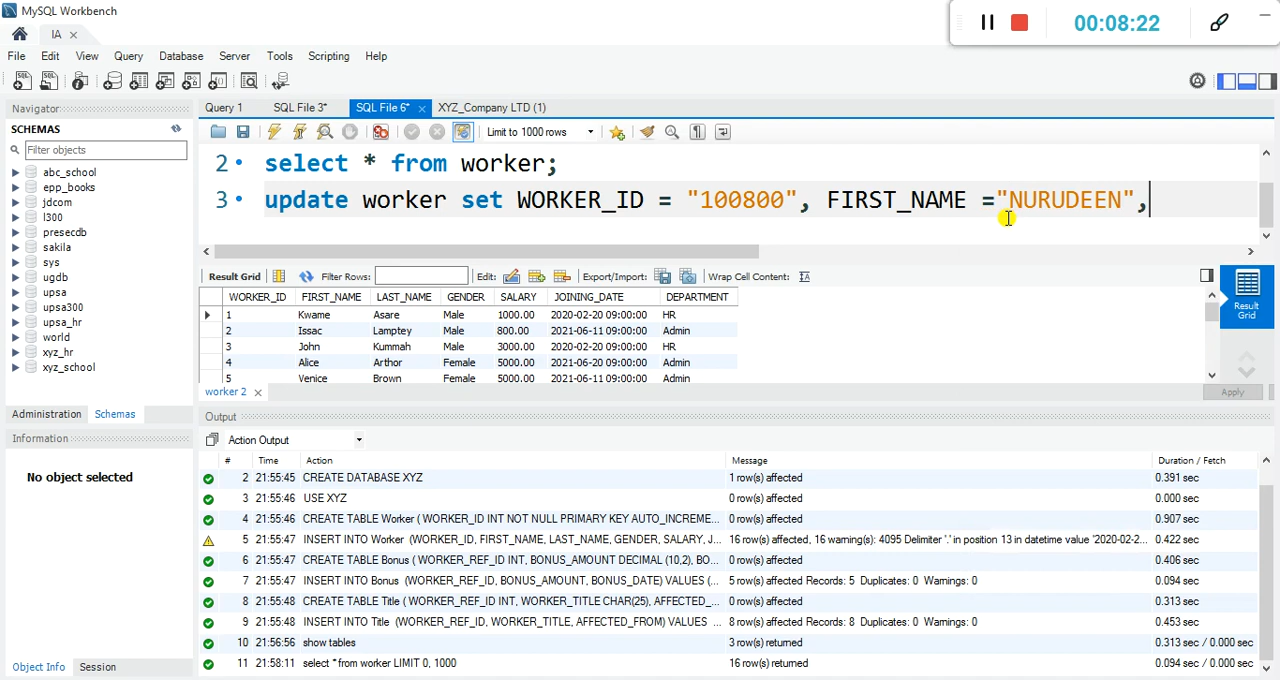 MySQL Workbench
00:08:22
IA
File Edit View Query Database Server Tools Scripting Help
Navigator
SCHEMAS
Filter objects
abc_school
epp_books
jdcom
l300
presecdb
sakila
sys
ugdb
upsa
upsa300
upsa_hr
world
xyz_hr
xyz_school
Administration Schemas
Information
No object selected
Object Info Session
Query 1 SQL File 3* SQL File 6* XYZ_Company LTD (1)
Limit to 1000 rows
2 select * from worker;
3 update worker set WORKER_ID = "100800", FIRST_NAME ="NURUDEEN",
Result Grid Filter Rows: Edit: Export/Import: Wrap Cell Content:
WORKER_ID FIRST_NAME LAST_NAME GENDER SALARY JOINING_DATE DEPARTMENT
1 Kwame Asare Male 1000.00 2020-02-20 09:00:00 HR
2 Issac Lamptey Male 800.00 2021-06-11 09:00:00 Admin
3 John Kummah Male 3000.00 2020-02-20 09:00:00 HR
4 Alice Arthor Female 5000.00 2021-06-20 09:00:00 Admin
5 Venice Brown Female 5000.00 2021-06-11 09:00:00 Admin
Result
Grid
worker 2
Apply
Output
Action Output
# Time Action Message Duration / Fetch
2 21:55:45 CREATE DATABASE XYZ 1 row(s) affected 0.391 sec
3 21:55:46 USE XYZ 0 row(s) affected 0.000 sec
4 21:55:46 CREATE TABLE Worker ( WORKER_ID INT NOT NULL PRIMARY KEY AUTO_INCREME... 0 row(s) affected 0.907 sec
5 21:55:47 INSERT INTO Worker (WORKER_ID, FIRST_NAME, LAST_NAME, GENDER, SALARY, J... 16 row(s) affected, 16 warning(s): 4095 Delimiter '.' in position 13 in datetime value '2020-02-2... 0.422 sec
6 21:55:47 CREATE TABLE Bonus ( WORKER_REF_ID INT, BONUS_AMOUNT DECIMAL (10,2), BO... 0 row(s) affected 0.406 sec
7 21:55:47 INSERT INTO Bonus (WORKER_REF_ID, BONUS_AMOUNT, BONUS_DATE) VALUES (... 5 row(s) affected Records: 5 Duplicates: 0 Warnings: 0 0.094 sec
8 21:55:48 CREATE TABLE Title ( WORKER_REF_ID INT, WORKER_TITLE CHAR(25), AFFECTED_... 0 row(s) affected 0.313 sec
9 21:55:48 INSERT INTO Title (WORKER_REF_ID, WORKER_TITLE, AFFECTED_FROM) VALUES ... 8 row(s) affected Records: 8 Duplicates: 0 Warnings: 0 0.453 sec
10 21:56:56 show tables 3 row(s) returned 0.313 sec / 0.000 sec
11 21:58:11 select * from worker LIMIT 0, 1000 16 row(s) returned 0.094 sec / 0.000 sec